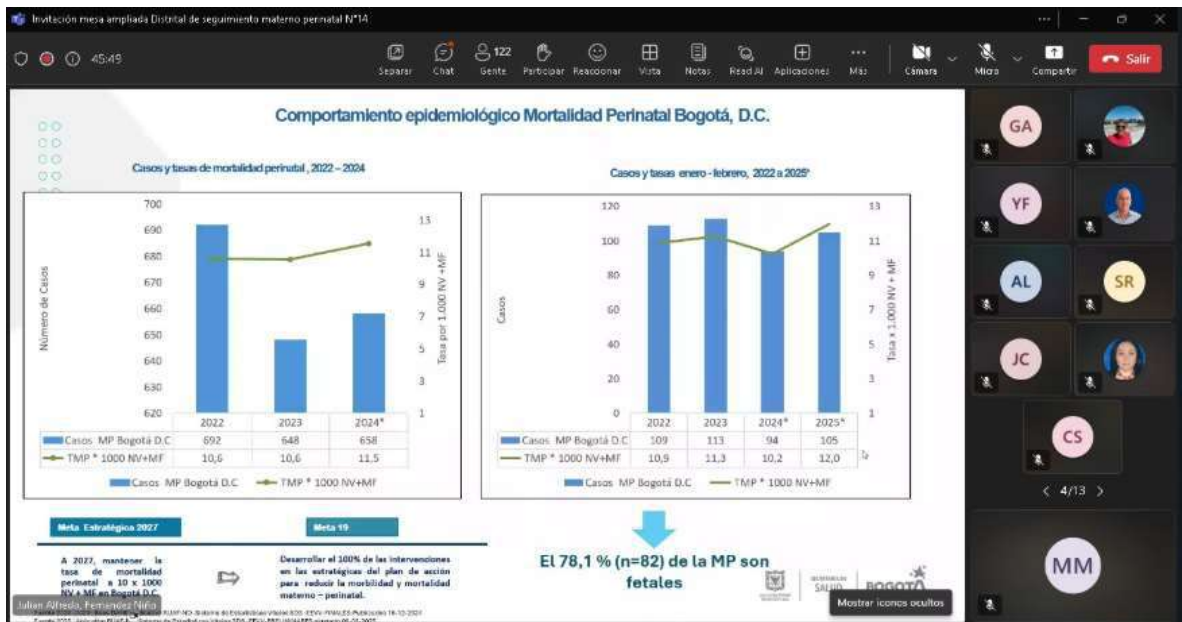 Invitación mesa ampliada Distrital de seguimiento materno perinatal N°14
45:49
Separar
Chat
122
Gente
Participar
Reaccionar
Vista
Notas
Read AI
Aplicaciones
Más
Cámara
Micro
Compartir
Salir
Comportamiento epidemiológico Mortalidad Perinatal Bogotá, D.C.
Casos y tasas de mortalidad perinatal, 2022 – 2024
700
690
680
670
660
650
640
630
620
Número de Casos
13
11
9
7
5
3
1
Tasa por 1.000 NV +MF
2022 2023 2024*
Casos MP Bogotá D.C 692 648 658
TMP * 1000 NV+MF 10,6 10,6 11,5
Casos MP Bogotá D.C TMP * 1000 NV+MF
Casos y tasas enero - febrero, 2022 a 2025*
120
100
80
60
40
20
0
Casos
13
11
9
7
5
3
1
Tasa x 1.000 NV + MF
2022 2023 2024* 2025*
Casos MP Bogotá D.C 109 113 94 105
TMP * 1000 NV+MF 10,9 11,3 10,2 12,0
Casos MP Bogotá D.C TMP * 1000 NV+MF
Meta Estratégica 2027
A 2027, mantener la
tasa de mortalidad
perinatal a 10 x 1000
NV + MF en Bogotá D.C.
Meta 19
Desarrollar el 100% de las intervenciones
en las estratégicas del plan de acción
para reducir la morbilidad y mortalidad
materno – perinatal.
El 78,1 % (n=82) de la MP son
fetales
SALUD
BOGOTÁ
Julian Alfredo, Fernandez Niño
Mostrar iconos ocultos
GA
YF
AL
SR
JC
CS
4/13
MM